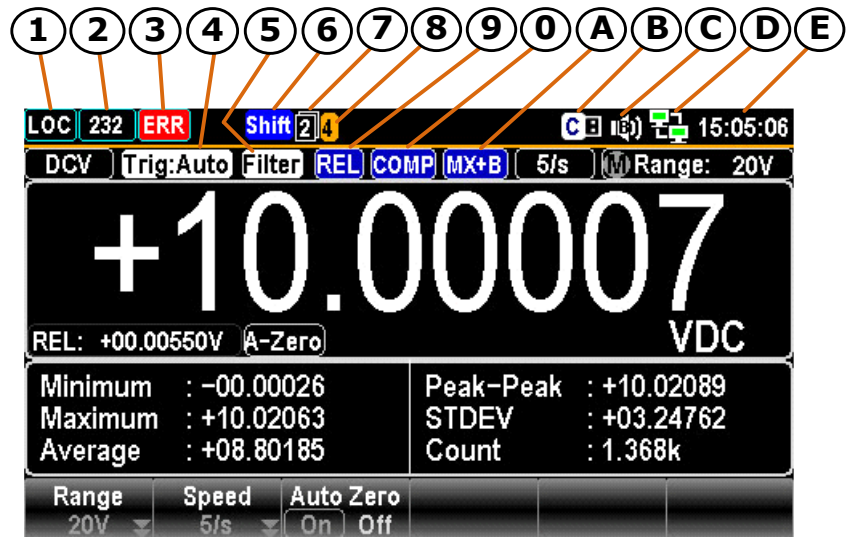 1 2 3 4 5 6 7 8 9 0 A B C D E
LOC 232 ERR Shift 2 4 C 15:05:06
DCV Trig:Auto Filter REL COMP MX+B 5/s M Range: 20V
+10.00007
REL: +00.00550V A-Zero VDC
Minimum : -00.00026 Peak-Peak : +10.02089
Maximum : +10.02063 STDEV : +03.24762
Average : +08.80185 Count : 1.368k
Range Speed Auto Zero
20V 5/s On Off